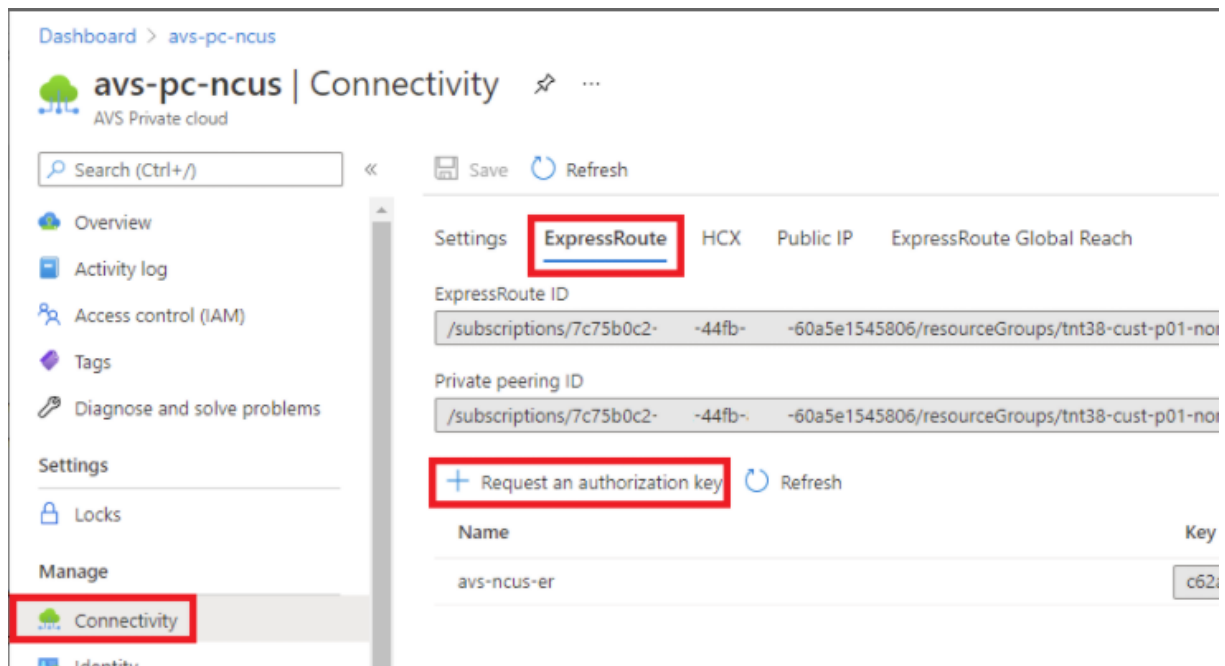 Dashboard > avs-pc-ncus
avs-pc-ncus | Connectivity ...
AVS Private cloud
Search (Ctrl+/) «
Overview
Activity log
Access control (IAM)
Tags
Diagnose and solve problems
Settings
Locks
Manage
Connectivity
Identity
Save Refresh
Settings ExpressRoute HCX Public IP ExpressRoute Global Reach
ExpressRoute ID
/subscriptions/7c75b0c2- -44fb- -60a5e1545806/resourceGroups/tnt38-cust-p01-nor
Private peering ID
/subscriptions/7c75b0c2- -44fb- -60a5e1545806/resourceGroups/tnt38-cust-p01-nor
+ Request an authorization key Refresh
Name Key
avs-ncus-er c62a